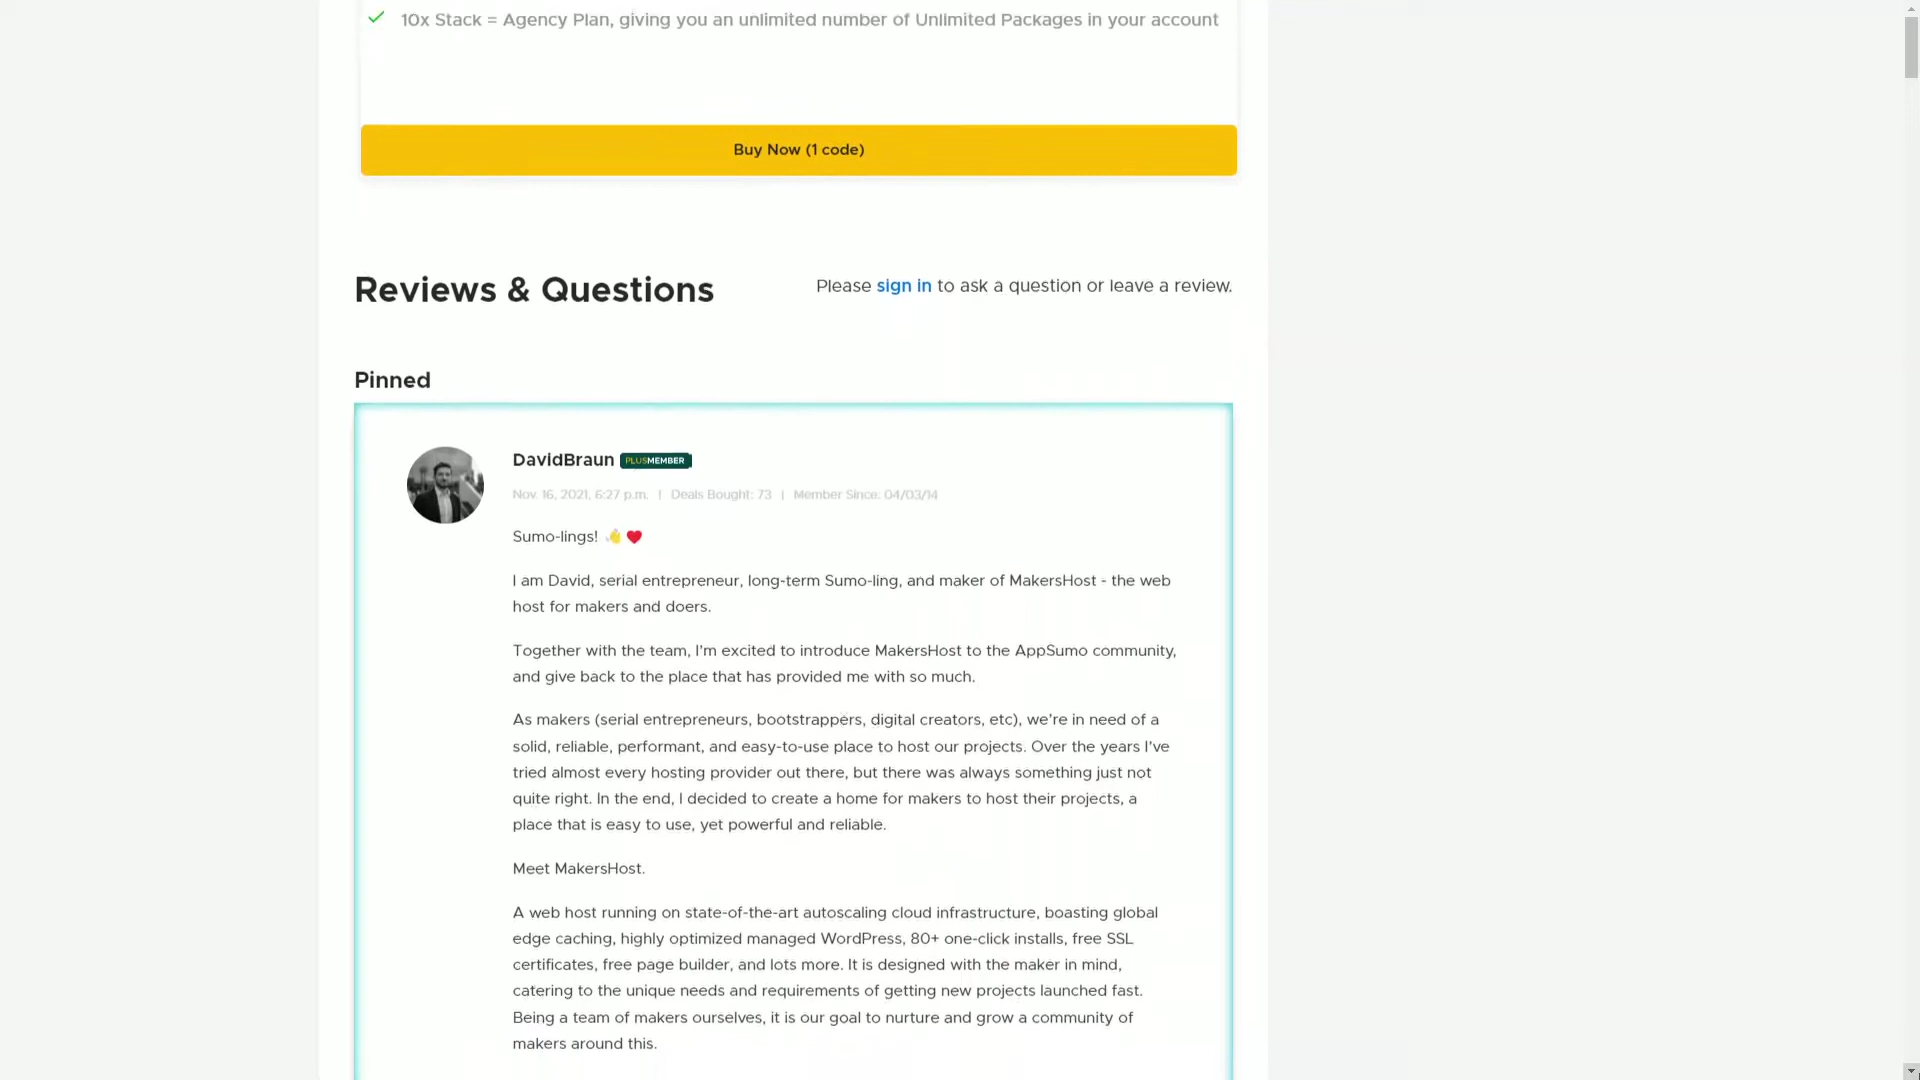 10x Stack = Agency Plan, giving you an unlimited number of Unlimited Packages in your account
Buy Now (1 code)
Reviews & Questions
Please sign in to ask a question or leave a review.
Pinned
DavidBraun PLUSMEMBER
Nov. 16, 2021, 6:27 p.m. | Deals Bought: 73 | Member Since: 04/03/14
Sumo-lings! 👋 ❤️
I am David, serial entrepreneur, long-term Sumo-ling, and maker of MakersHost - the web
host for makers and doers.
Together with the team, I'm excited to introduce MakersHost to the AppSumo community,
and give back to the place that has provided me with so much.
As makers (serial entrepreneurs, bootstrappers, digital creators, etc), we're in need of a
solid, reliable, performant, and easy-to-use place to host our projects. Over the years I've
tried almost every hosting provider out there, but there was always something just not
quite right. In the end, I decided to create a home for makers to host their projects, a
place that is easy to use, yet powerful and reliable.
Meet MakersHost.
A web host running on state-of-the-art autoscaling cloud infrastructure, boasting global
edge caching, highly optimized managed WordPress, 80+ one-click installs, free SSL
certificates, free page builder, and lots more. It is designed with the maker in mind,
catering to the unique needs and requirements of getting new projects launched fast.
Being a team of makers ourselves, it is our goal to nurture and grow a community of
makers around this.